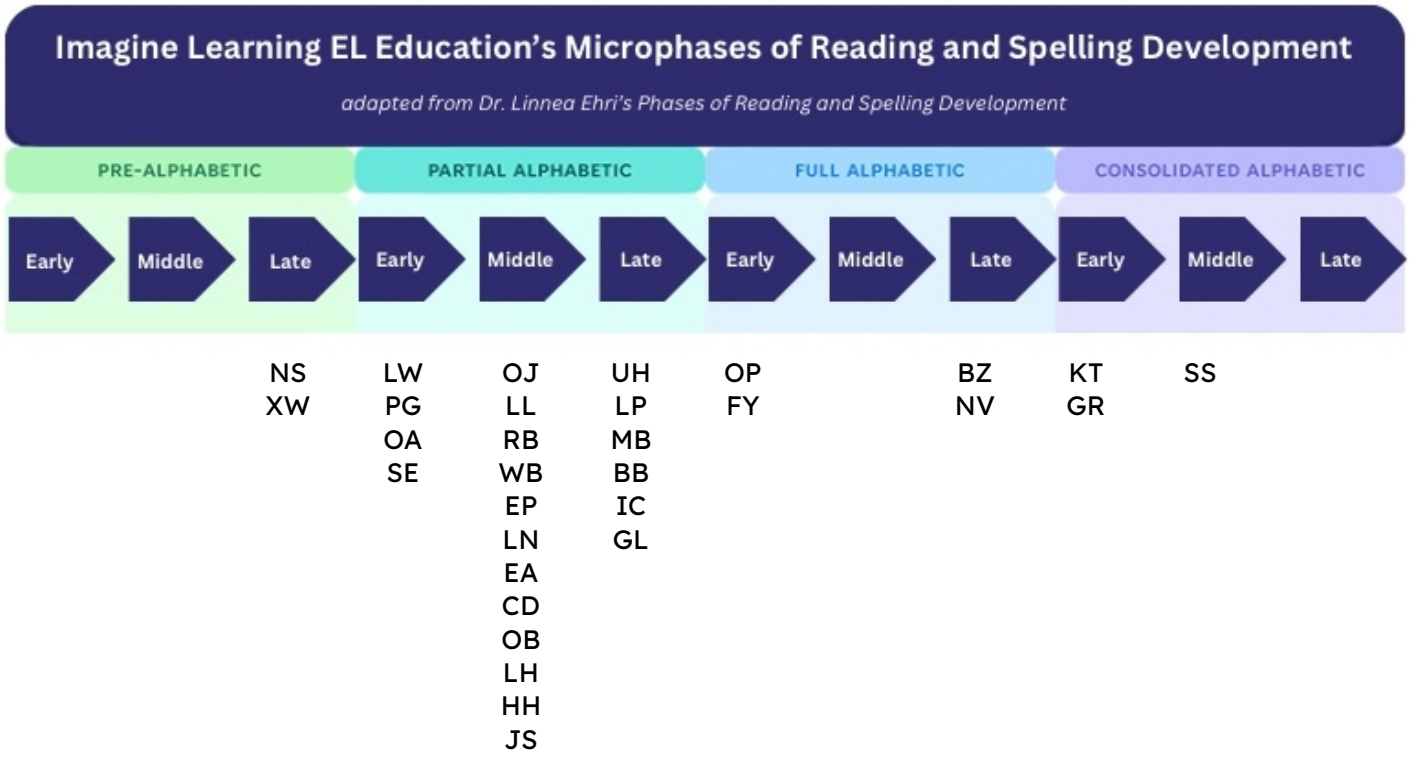 Imagine Learning EL Education’s Microphases of Reading and Spelling Development
adapted from Dr. Linnea Ehri’s Phases of Reading and Spelling Development
PRE-ALPHABETIC PARTIAL ALPHABETIC FULL ALPHABETIC CONSOLIDATED ALPHABETIC
Early Middle Late Early Middle Late Early Middle Late Early Middle Late
NS LW OJ UH OP BZ KT SS
XW PG LL LP FY NV GR
OA RB MB
SE WB BB
EP IC
LN GL
EA
CD
OB
LH
HH
JS